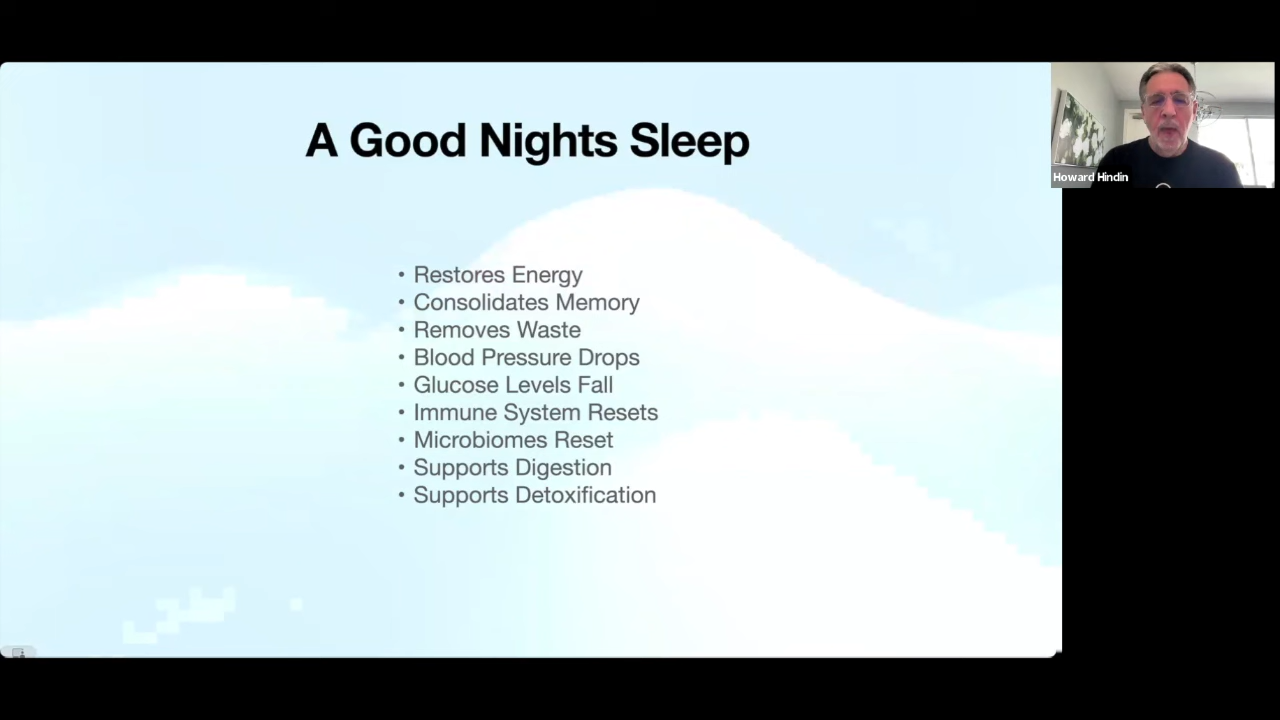 A Good Nights Sleep
• Restores Energy
• Consolidates Memory
• Removes Waste
• Blood Pressure Drops
• Glucose Levels Fall
• Immune System Resets
• Microbiomes Reset
• Supports Digestion
• Supports Detoxification
Howard Hindin